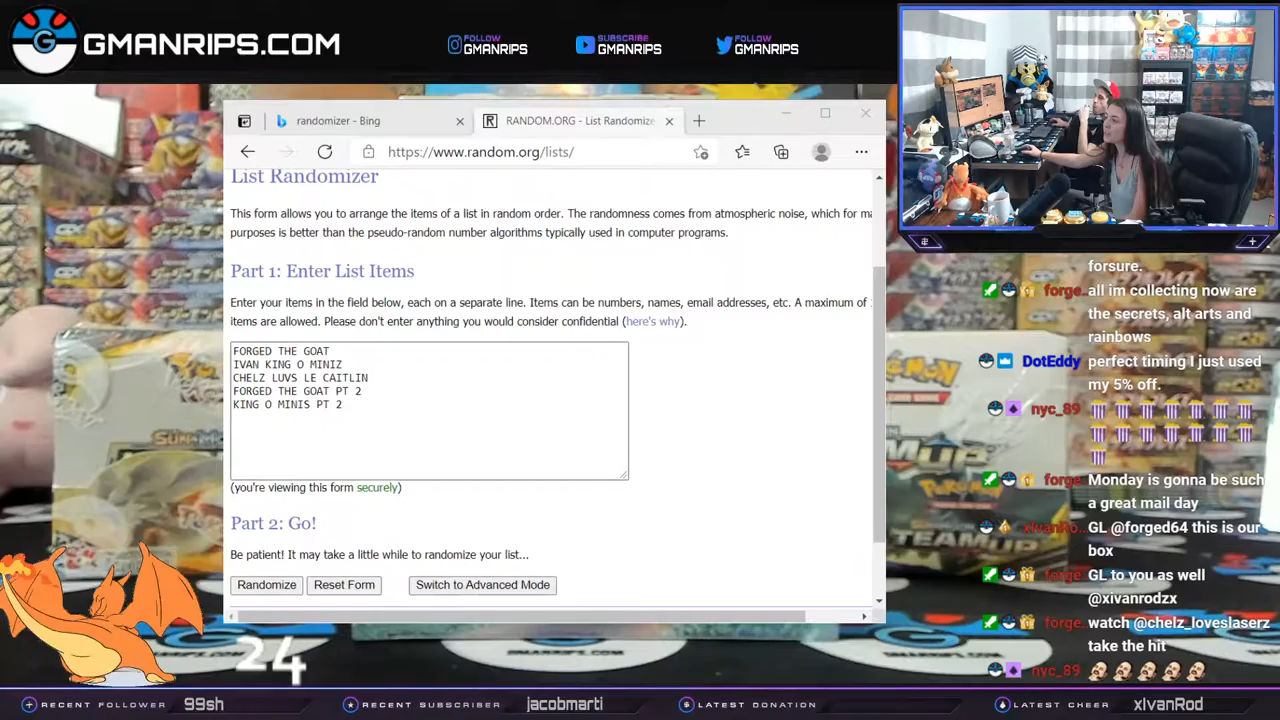 GMANRIPS.COM
FOLLOW
GMANRIPS
SUBSCRIBE
GMANRIPS
FOLLOW
GMANRIPS
randomizer - Bing
RANDOM.ORG - List Randomize
https://www.random.org/lists/
List Randomizer
This form allows you to arrange the items of a list in random order. The randomness comes from atmospheric noise, which for ma
purposes is better than the pseudo-random number algorithms typically used in computer programs.
Part 1: Enter List Items
Enter your items in the field below, each on a separate line. Items can be numbers, names, email addresses, etc. A maximum of
items are allowed. Please don't enter anything you would consider confidential (here's why).
FORGED THE GOAT
IVAN KING O MINIZ
CHELZ LUVS LE CAITLIN
FORGED THE GOAT PT 2
KING O MINIS PT 2
(you're viewing this form securely)
Part 2: Go!
Be patient! It may take a little while to randomize your list...
Randomize Reset Form Switch to Advanced Mode
forsure.
forge all im collecting now are
the secrets, alt arts and
rainbows
DotEddy perfect timing I just used
my 5% off.
nyc_89
forge Monday is gonna be such
a great mail day
xIvanRo GL @forged64 this is our
box
forge GL to you as well
@xivanrodzx
forge watch @chelz_loveslaserz
take the hit
nyc_89
24
RECENT FOLLOWER 99sh RECENT SUBSCRIBER jacobmarti LATEST DONATION LATEST CHEER xIvanRod